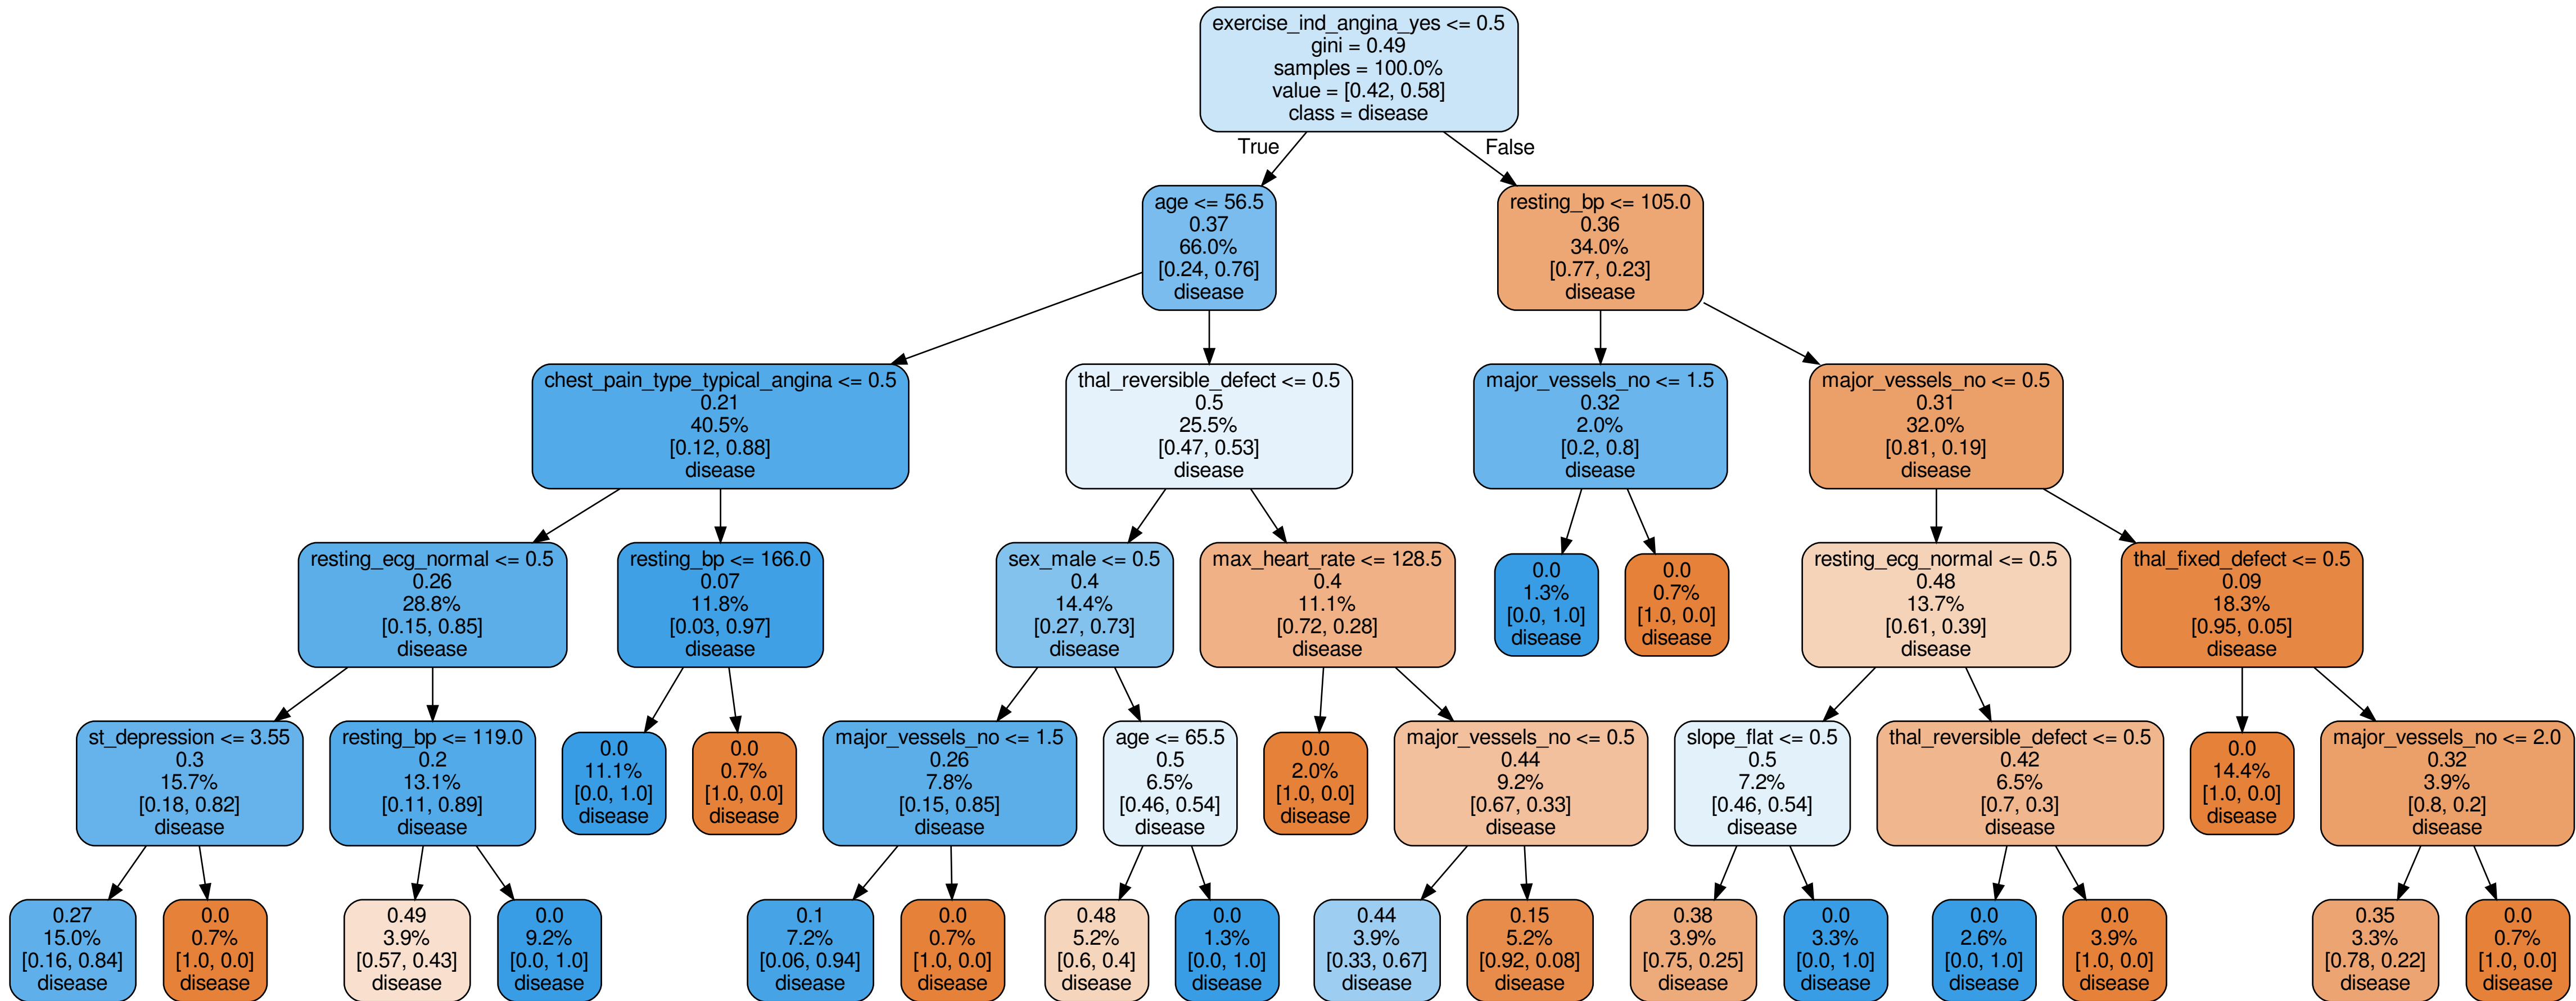 exercise_ind_angina_yes <= 0.5
gini = 0.49
samples = 100.0%
value = [0.42, 0.58]
class = disease
True
False
age <= 56.5
0.37
66.0%
[0.24, 0.76]
disease
resting_bp <= 105.0
0.36
34.0%
[0.77, 0.23]
disease
chest_pain_type_typical_angina <= 0.5
0.21
40.5%
[0.12, 0.88]
disease
thal_reversible_defect <= 0.5
0.5
25.5%
[0.47, 0.53]
disease
major_vessels_no <= 1.5
0.32
2.0%
[0.2, 0.8]
disease
major_vessels_no <= 0.5
0.31
32.0%
[0.81, 0.19]
disease
resting_ecg_normal <= 0.5
0.26
28.8%
[0.15, 0.85]
disease
resting_bp <= 166.0
0.07
11.8%
[0.03, 0.97]
disease
sex_male <= 0.5
0.4
14.4%
[0.27, 0.73]
disease
max_heart_rate <= 128.5
0.4
11.1%
[0.72, 0.28]
disease
0.0
1.3%
[0.0, 1.0]
disease
0.0
0.7%
[1.0, 0.0]
disease
resting_ecg_normal <= 0.5
0.48
13.7%
[0.61, 0.39]
disease
thal_fixed_defect <= 0.5
0.09
18.3%
[0.95, 0.05]
disease
st_depression <= 3.55
0.3
15.7%
[0.18, 0.82]
disease
resting_bp <= 119.0
0.2
13.1%
[0.11, 0.89]
disease
0.0
11.1%
[0.0, 1.0]
disease
0.0
0.7%
[1.0, 0.0]
disease
major_vessels_no <= 1.5
0.26
7.8%
[0.15, 0.85]
disease
age <= 65.5
0.5
6.5%
[0.46, 0.54]
disease
0.0
2.0%
[1.0, 0.0]
disease
major_vessels_no <= 0.5
0.44
9.2%
[0.67, 0.33]
disease
slope_flat <= 0.5
0.5
7.2%
[0.46, 0.54]
disease
thal_reversible_defect <= 0.5
0.42
6.5%
[0.7, 0.3]
disease
0.0
14.4%
[1.0, 0.0]
disease
major_vessels_no <= 2.0
0.32
3.9%
[0.8, 0.2]
disease
0.27
15.0%
[0.16, 0.84]
disease
0.0
0.7%
[1.0, 0.0]
disease
0.49
3.9%
[0.57, 0.43]
disease
0.0
9.2%
[0.0, 1.0]
disease
0.1
7.2%
[0.06, 0.94]
disease
0.0
0.7%
[1.0, 0.0]
disease
0.48
5.2%
[0.6, 0.4]
disease
0.0
1.3%
[0.0, 1.0]
disease
0.44
3.9%
[0.33, 0.67]
disease
0.15
5.2%
[0.92, 0.08]
disease
0.38
3.9%
[0.75, 0.25]
disease
0.0
3.3%
[0.0, 1.0]
disease
0.0
2.6%
[0.0, 1.0]
disease
0.0
3.9%
[1.0, 0.0]
disease
0.35
3.3%
[0.78, 0.22]
disease
0.0
0.7%
[1.0, 0.0]
disease